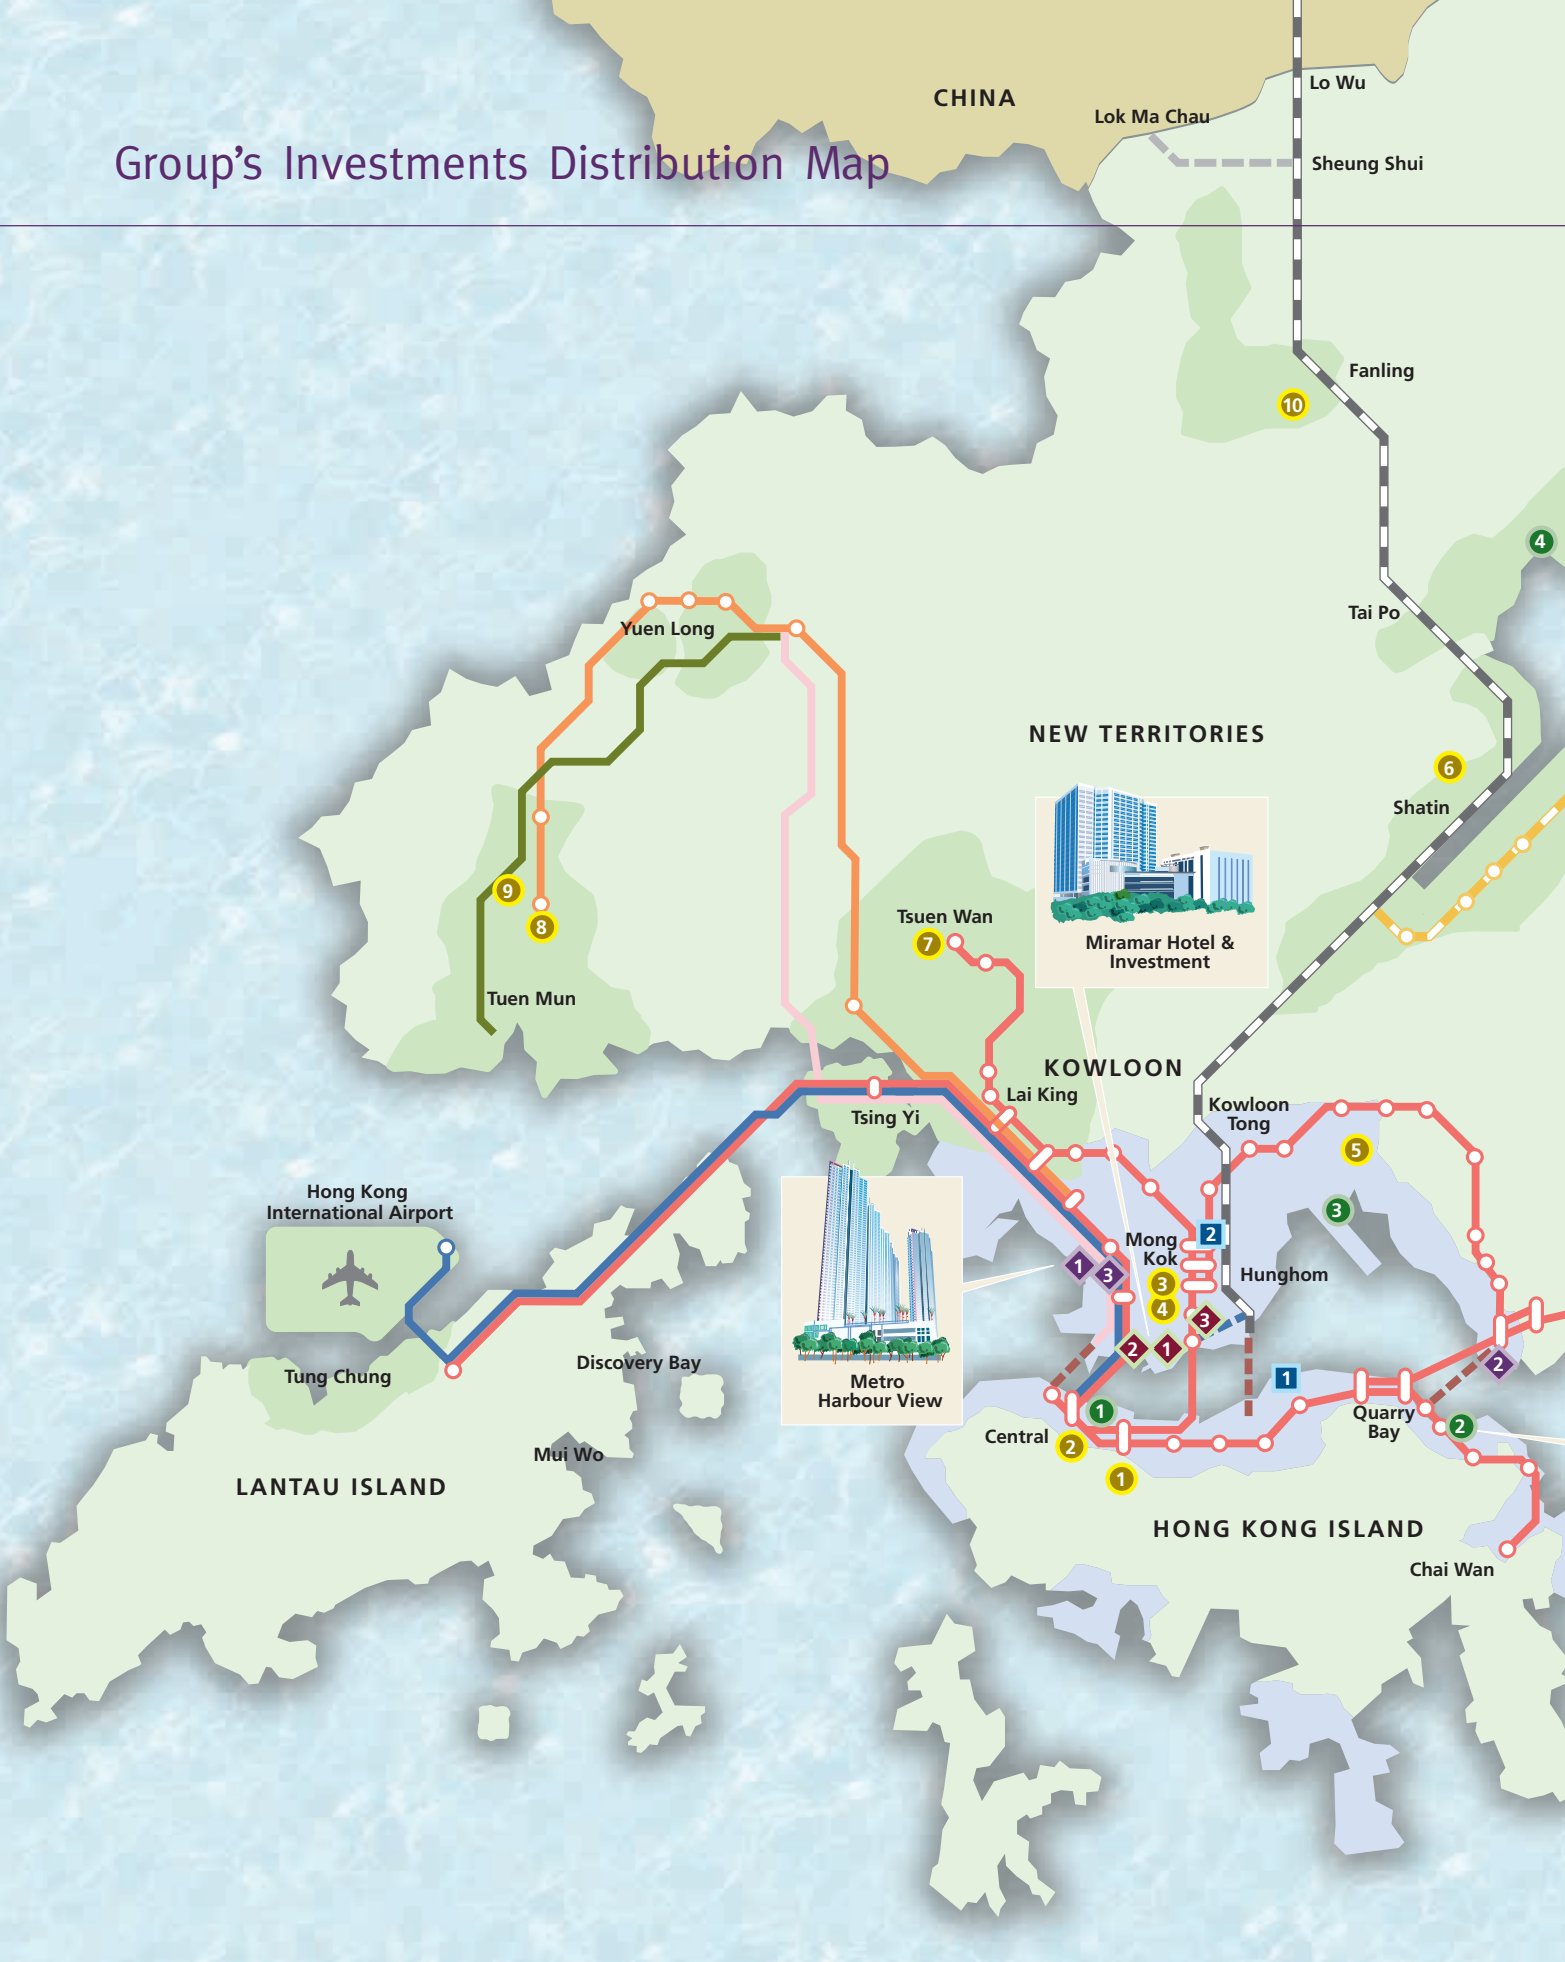 CHINA
Lo Wu
Lok Ma Chau
Group's Investments Distribution Map
Sheung Shui
Fanling
10
4
Tai Po
Yuen Long
NEW TERRITORIES
6
Shatin
9
8
Tsuen Wan
7
Miramar Hotel &
Investment
Tuen Mun
KOWLOON
Lai King
Tsing Yi
Kowloon
Tong
5
Hong Kong
International Airport
3
2
Mong
Kok
1
3
3
4
Hunghom
3
2
1
Discovery Bay
Tung Chung
Metro
Harbour View
2
1
1
Quarry
Bay
2
Central
2
Mui Wo
1
LANTAU ISLAND
HONG KONG ISLAND
Chai Wan